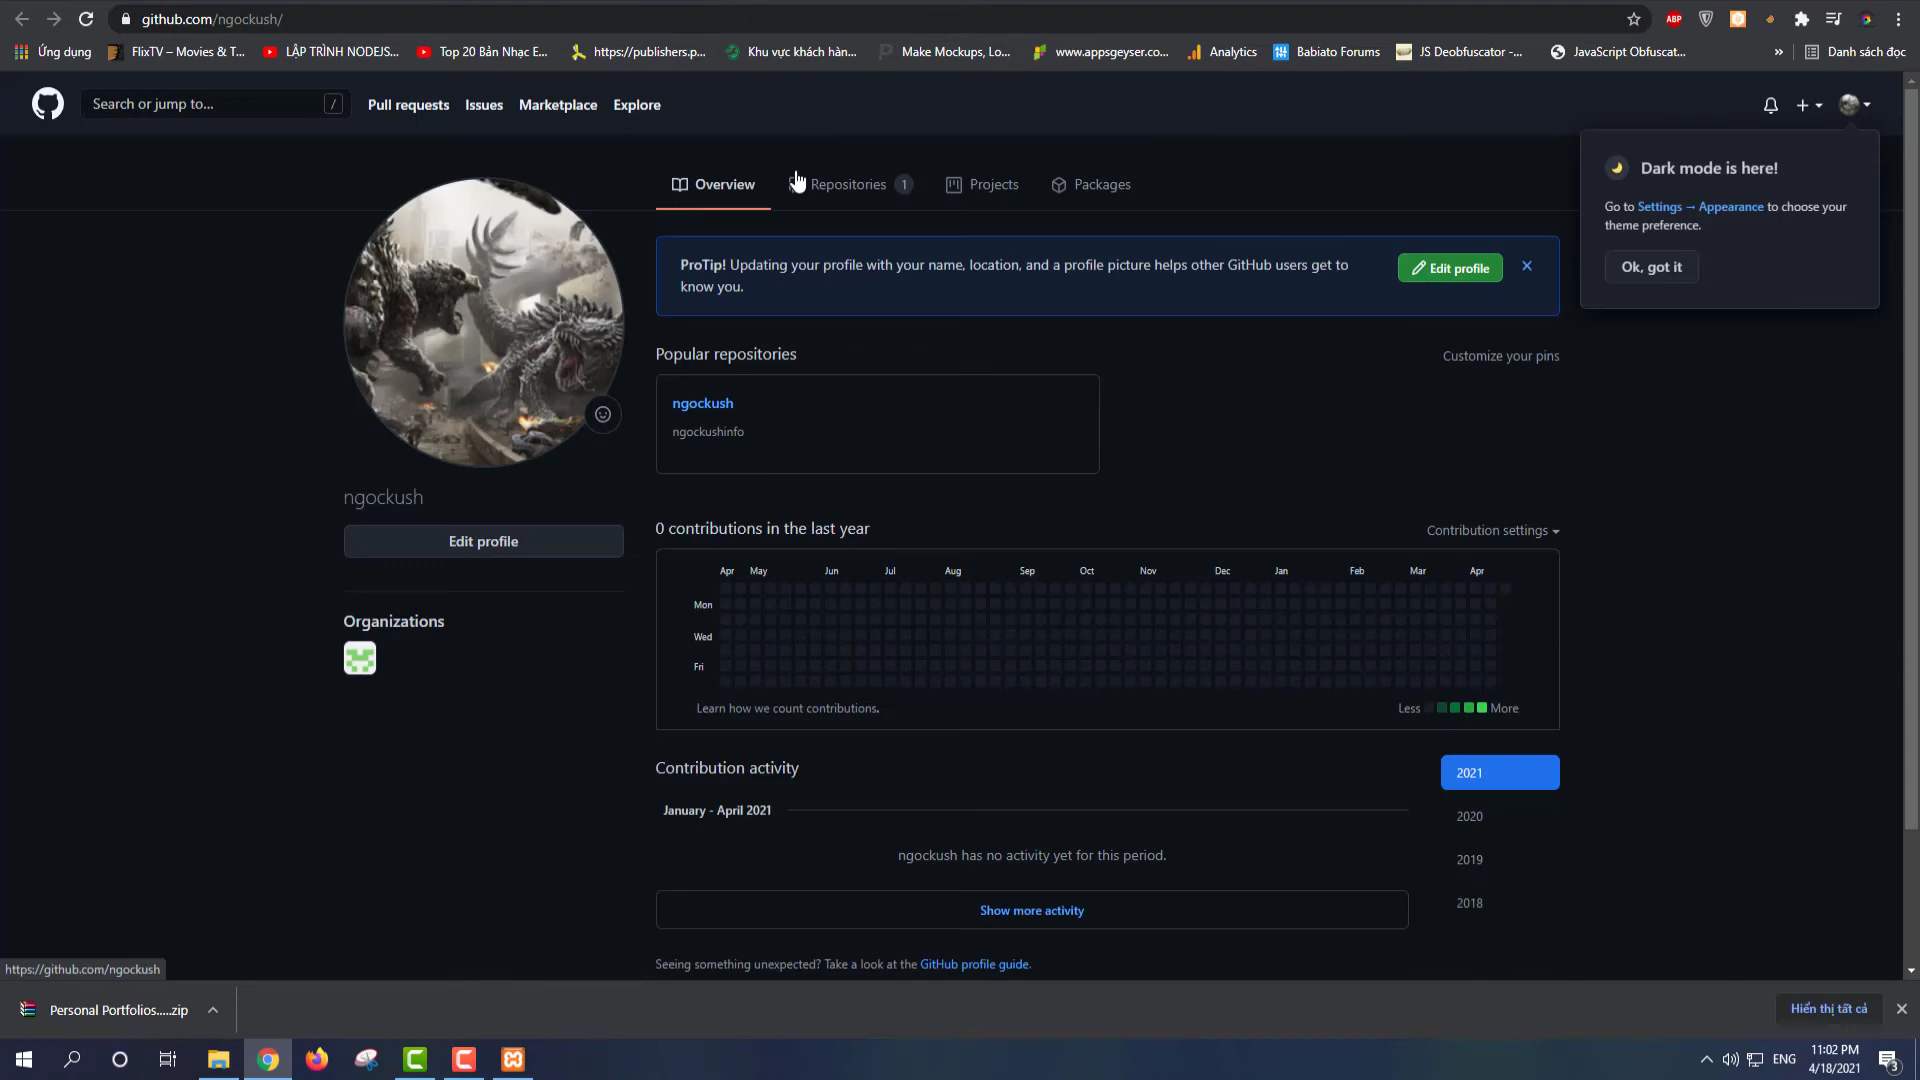 github.com/ngockush/
Ứng dụng
FlixTV – Movies & T...
LẬP TRÌNH NODEJS...
Top 20 Bản Nhạc E...
https://publishers.p...
Khu vực khách hàn...
Make Mockups, Lo...
www.appsgeyser.co...
Analytics
Babiato Forums
JS Deobfuscator -...
JavaScript Obfuscat...
»
Danh sách đọc
Search or jump to...
/
Pull requests
Issues
Marketplace
Explore
Overview
Repositories 1
Projects
Packages
Dark mode is here!
Go to Settings → Appearance to choose your
theme preference.
Ok, got it
ProTip! Updating your profile with your name, location, and a profile picture helps other GitHub users get to
know you.
Edit profile
Popular repositories
Customize your pins
ngockush
ngockushinfo
ngockush
Edit profile
Organizations
0 contributions in the last year
Contribution settings
Apr May Jun Jul Aug Sep Oct Nov Dec Jan Feb Mar Apr
Mon
Wed
Fri
Learn how we count contributions.
Less More
Contribution activity
2021
2020
2019
2018
January - April 2021
ngockush has no activity yet for this period.
Show more activity
Seeing something unexpected? Take a look at the GitHub profile guide.
https://github.com/ngockush
Personal Portfolios.....zip
Hiển thị tất cả
ABP
ENG
11:02 PM
4/18/2021
3